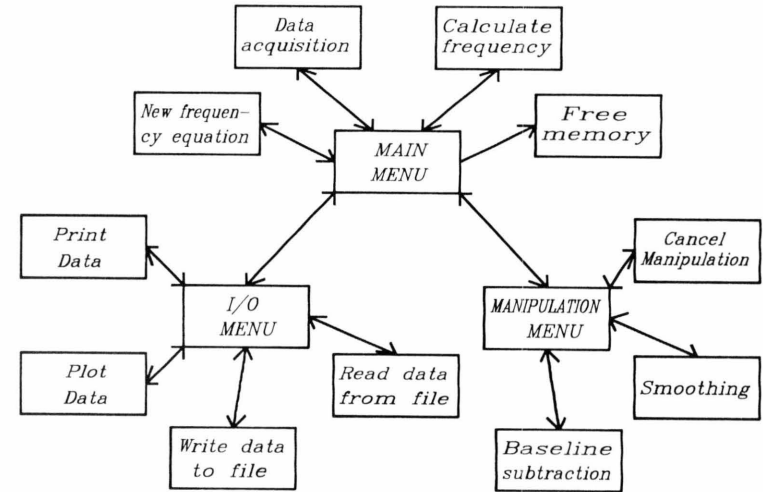 Data
acquisition
Calculate
frequency
New frequen-
cy equation
Free
memory
MAIN
MENU
Print
Data
Cancel
Manipulation
I/O
MENU
MANIPULATION
MENU
Plot
Data
Read data
from file
Smoothing
Write data
to file
Baseline
subtraction